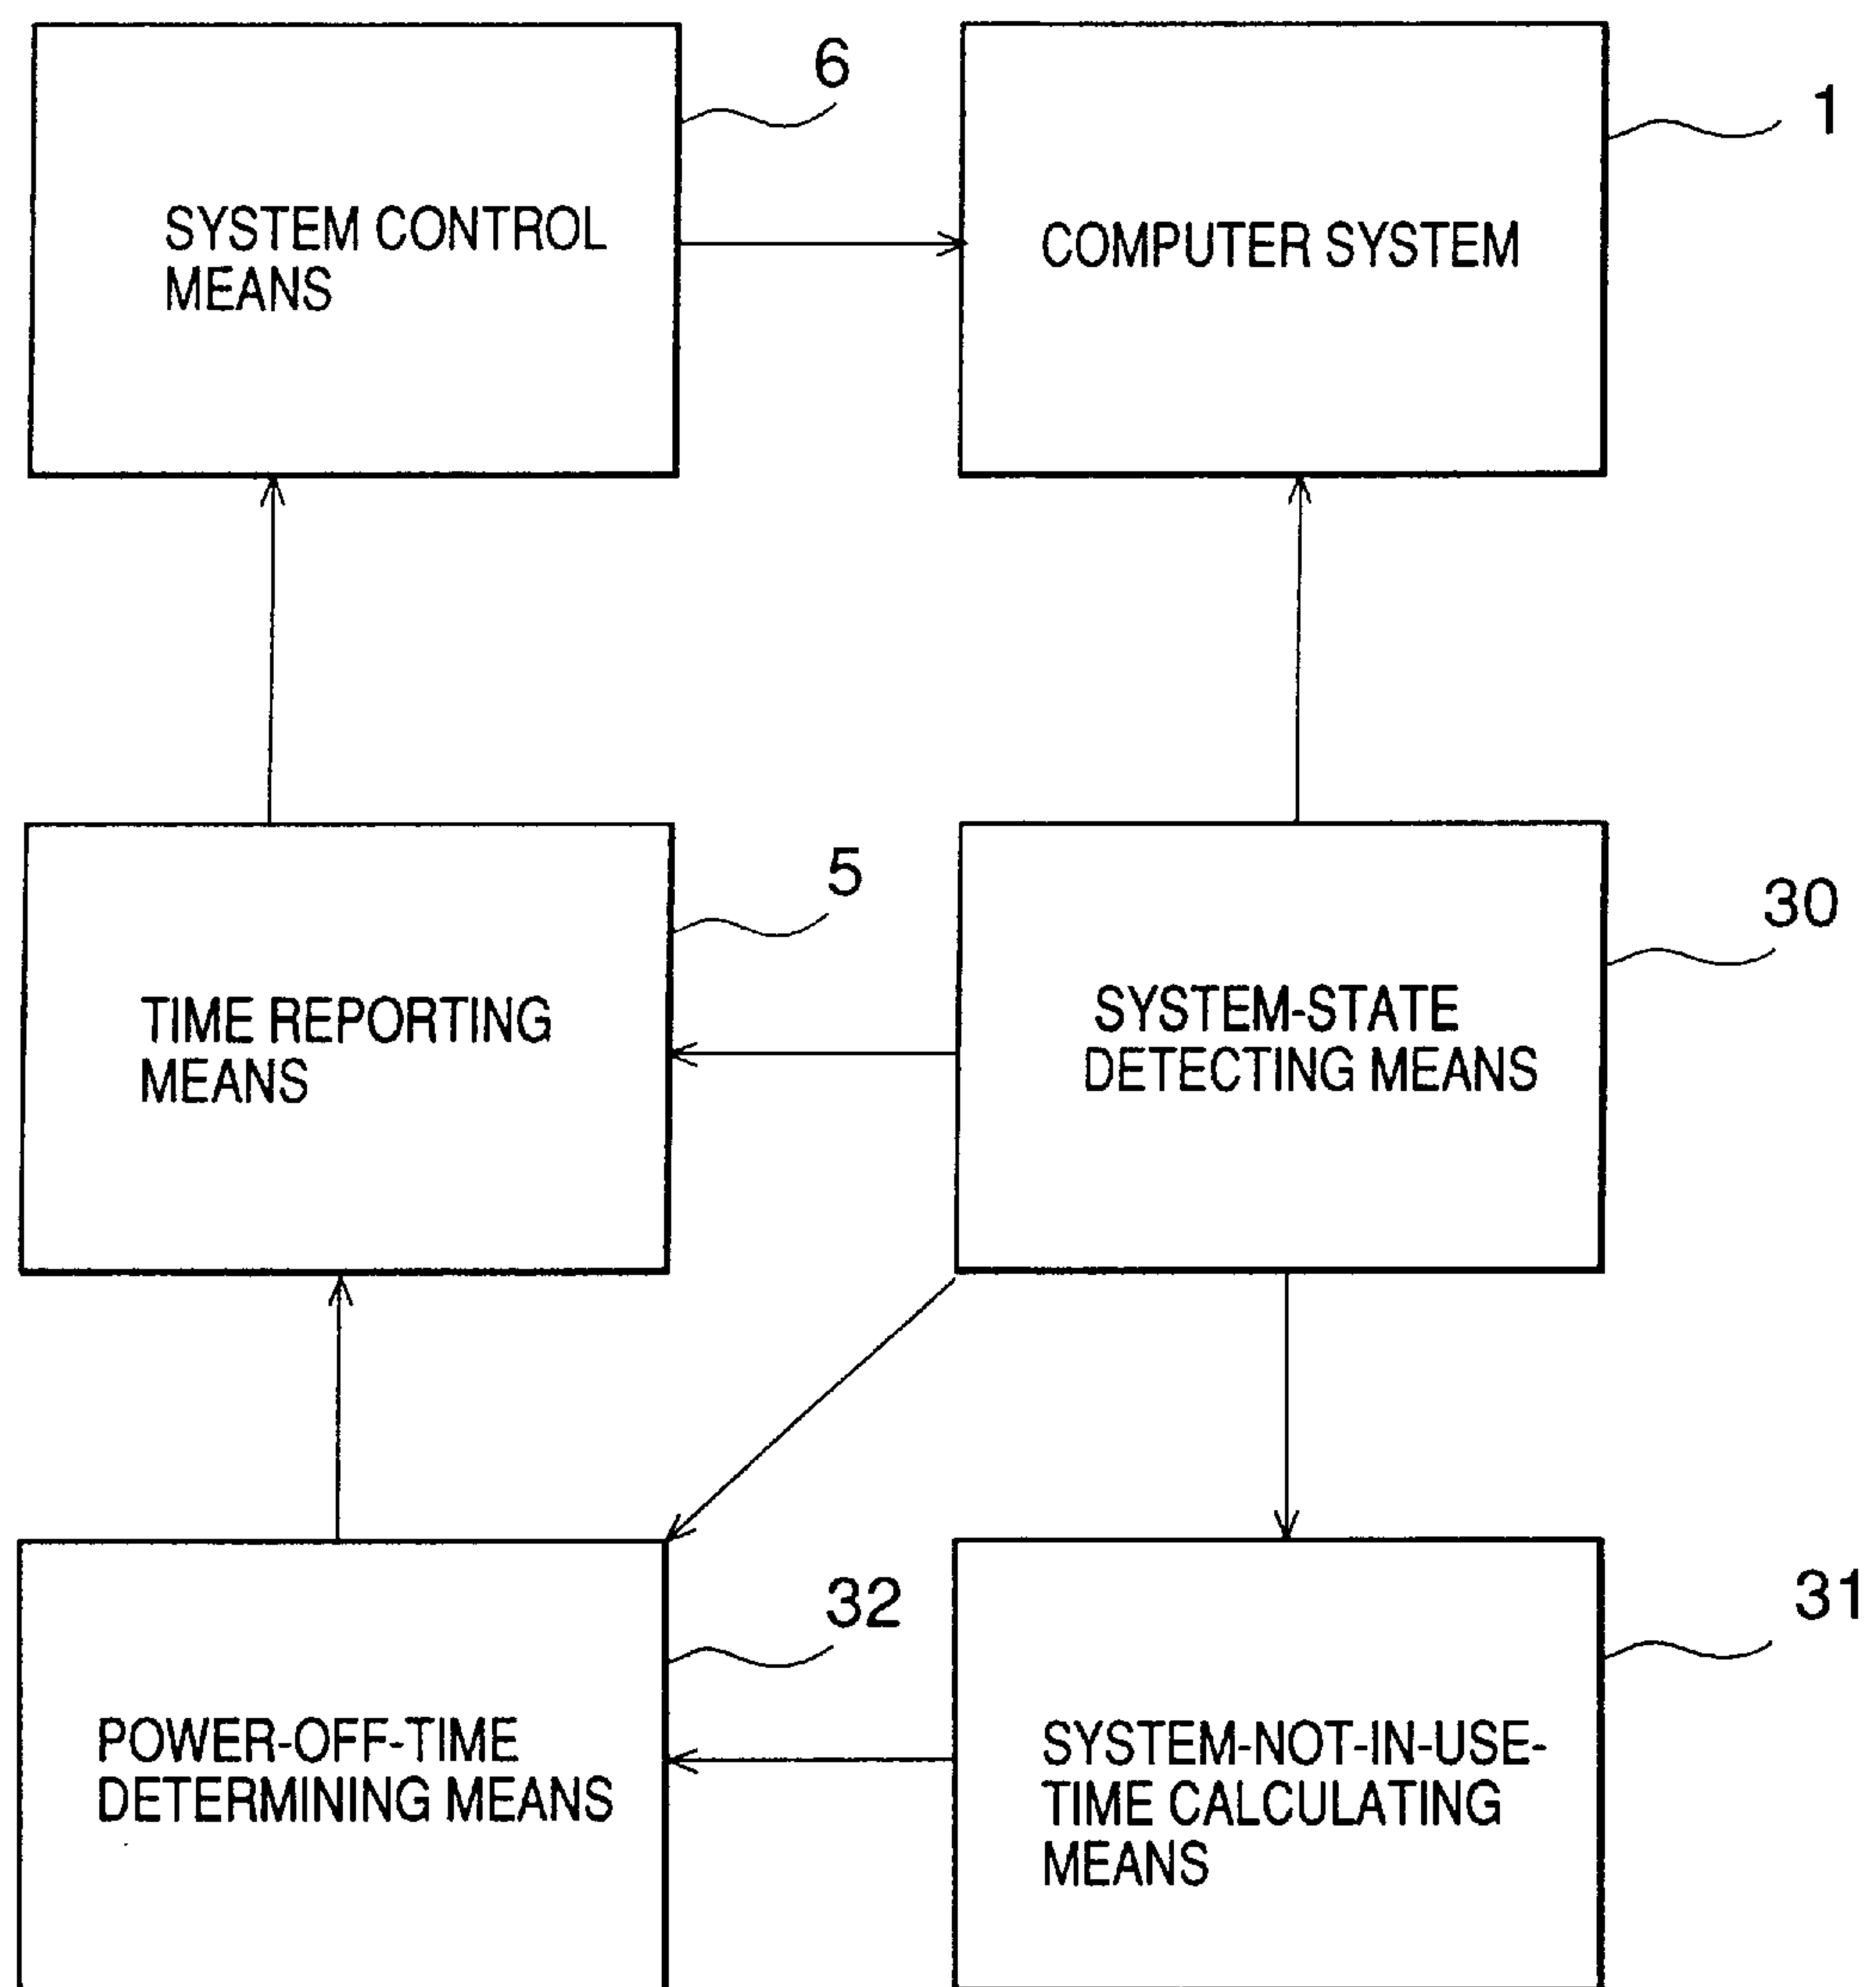 6
1
SYSTEM CONTROL
MEANS
COMPUTER SYSTEM
5
30
TIME REPORTING
MEANS
SYSTEM-STATE
DETECTING MEANS
32
31
POWER-OFF-TIME
DETERMINING MEANS
SYSTEM-NOT-IN-USE-
TIME CALCULATING
MEANS